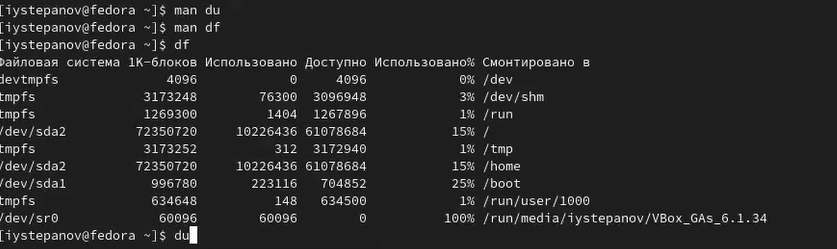 [iystepanov@fedora ~]$ man du
[iystepanov@fedora ~]$ man df
[iystepanov@fedora ~]$ df
Файловая система 1K-блоков Использовано Доступно Использовано% Смонтировано в
devtmpfs 4096 0 4096 0% /dev
tmpfs 3173248 76300 3096948 3% /dev/shm
tmpfs 1269300 1404 1267896 1% /run
/dev/sda2 72350720 10226436 61078684 15% /
tmpfs 3173252 312 3172940 1% /tmp
/dev/sda2 72350720 10226436 61078684 15% /home
/dev/sda1 996780 223116 704852 25% /boot
tmpfs 634648 148 634500 1% /run/user/1000
/dev/sr0 60096 60096 0 100% /run/media/iystepanov/VBox_GAs_6.1.34
[iystepanov@fedora ~]$ du